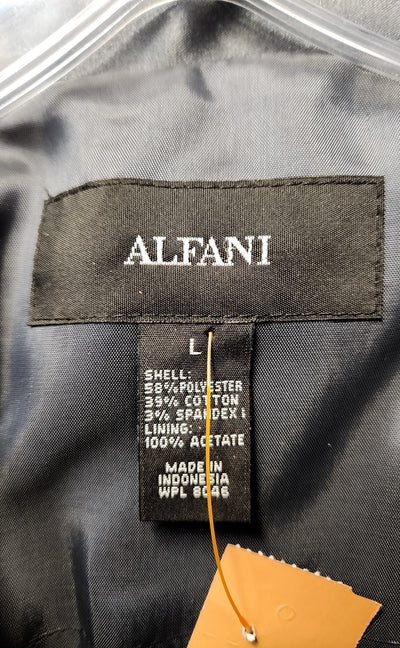 ALFANI
L
SHELL:
58% POLYESTER
39% COTTON
3% SPANDEX
LINING:
100% ACETATE
MADE IN
INDONESIA
WPL 8046